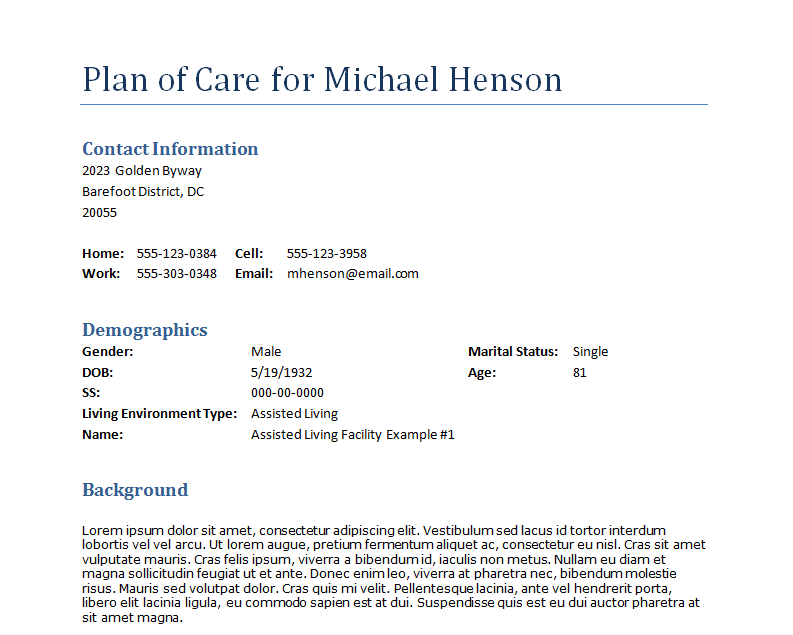 Plan of Care for Michael Henson
Contact Information
2023 Golden Byway
Barefoot District, DC
20055
Home: 555-123-0384 Cell: 555-123-3958
Work: 555-303-0348 Email: mhenson@email.com
Demographics
Gender: Male Marital Status: Single
DOB: 5/19/1932 Age: 81
SS: 000-00-0000
Living Environment Type: Assisted Living
Name: Assisted Living Facility Example #1
Background
Lorem ipsum dolor sit amet, consectetur adipiscing elit. Vestibulum sed lacus id tortor interdum
lobortis vel vel arcu. Ut lorem augue, pretium fermentum aliquet ac, consectetur eu nisl. Cras sit amet
vulputate mauris. Cras felis ipsum, viverra a bibendum id, iaculis non metus. Nullam eu diam et
magna sollicitudin feugiat ut et ante. Donec enim leo, viverra at pharetra nec, bibendum molestie
risus. Mauris sed volutpat dolor. Cras quis mi velit. Pellentesque lacinia, ante vel hendrerit porta,
libero elit lacinia ligula, eu commodo sapien est at dui. Suspendisse quis est eu dui auctor pharetra at
sit amet magna.